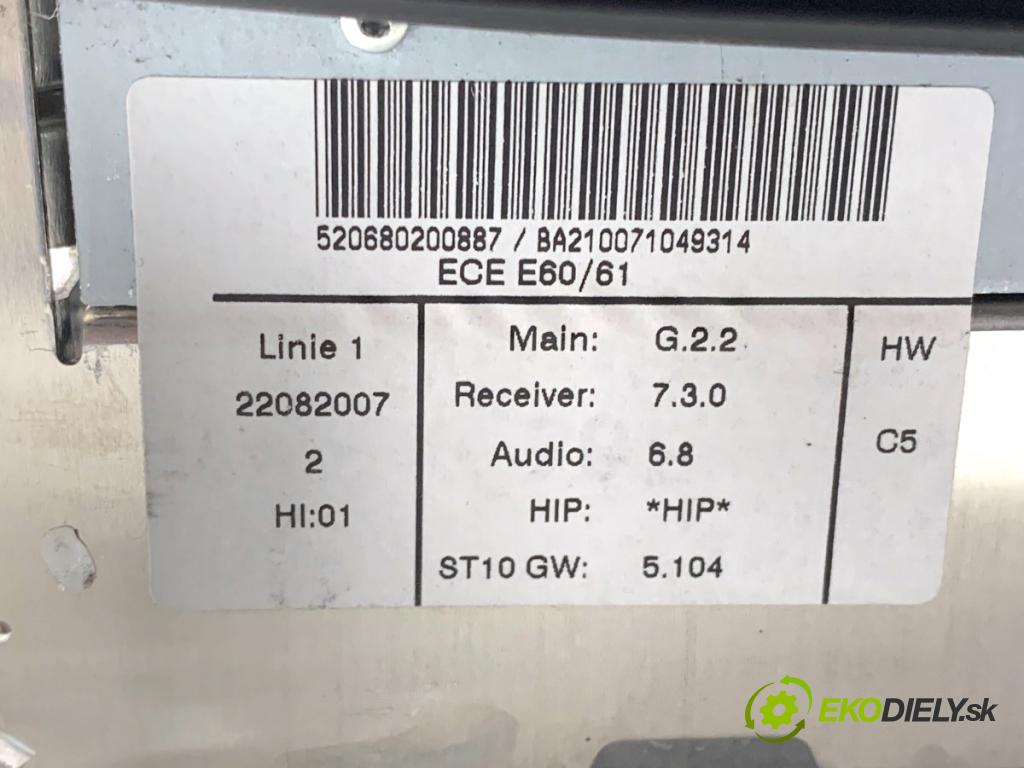 520680200887 / BA210071049314
ECE E60/61
Linie 1
22082007
2
HI:01
Main: G.2.2
Receiver: 7.3.0
Audio: 6.8
HIP: *HIP*
ST10 GW: 5.104
HW
C5
EKODIELY.sk